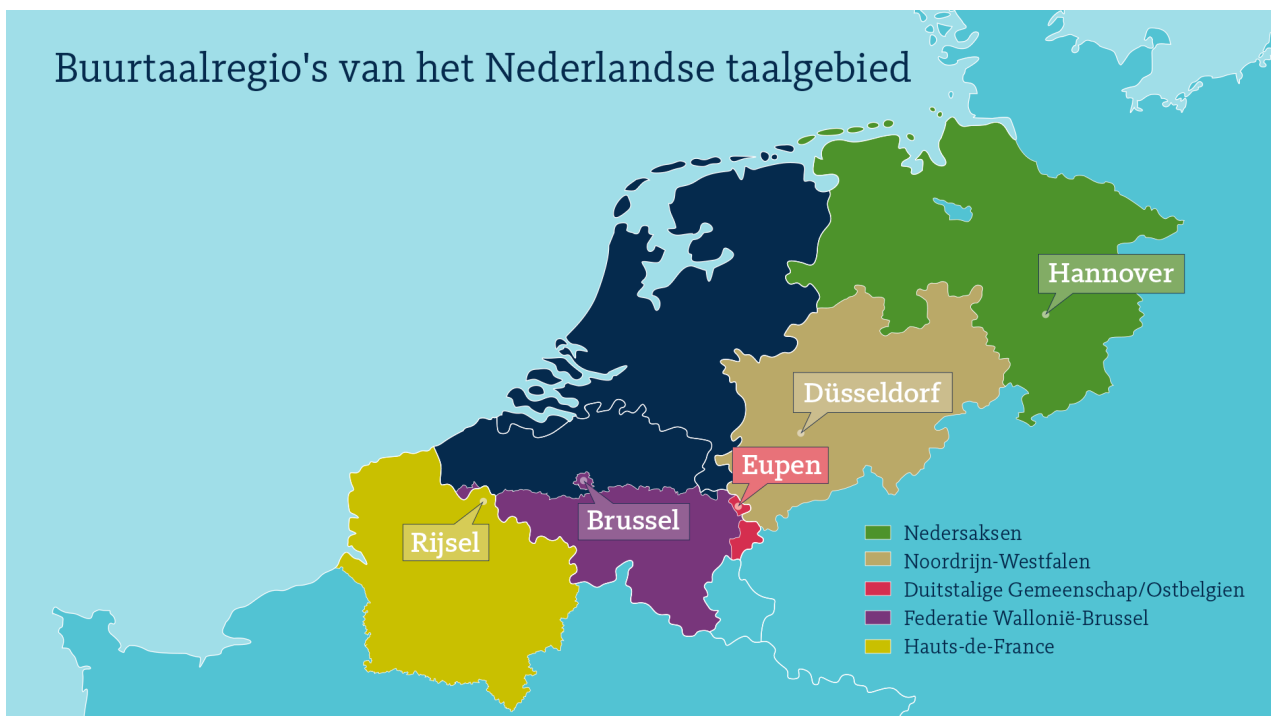 Buurtaalregio's van het Nederlandse taalgebied
Hannover
Düsseldorf
Eupen
Brussel
Rijsel
Nedersaksen
Noordrijn-Westfalen
Duitstalige Gemeenschap/Ostbelgien
Federatie Wallonië-Brussel
Hauts-de-France